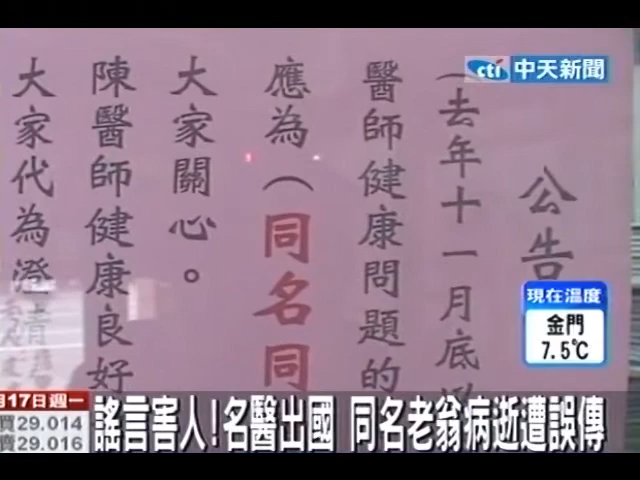 cti 中天新聞
公告
（去年十一月底
醫師健康問題的
應為（同名同
大家關心。
陳醫師健康良好
大家代為澄
現在溫度
金門
7.5℃
月17日週一
29.014
29.016
謠言害人!名醫出國 同名老翁病逝遭誤傳